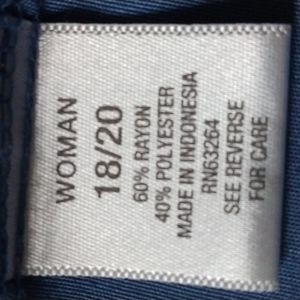 WOMAN
18/20
60% RAYON
40% POLYESTER
MADE IN INDONESIA
RN63264
SEE REVERSE
FOR CARE